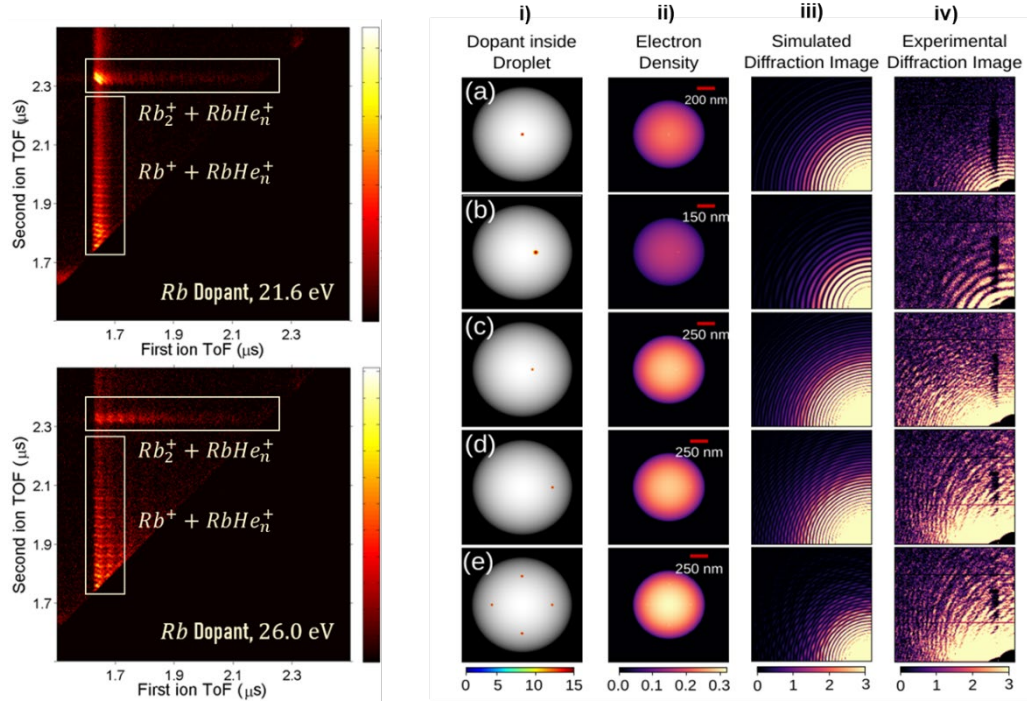 2.3
2.1
1.9
1.7
Second ion TOF (μs)
Rb₂⁺ + RbHeₙ⁺
Rb⁺ + RbHeₙ⁺
Rb Dopant, 21.6 eV
1.7 1.9 2.1 2.3
First ion ToF (μs)
2.3
2.1
1.9
1.7
Second ion TOF (μs)
Rb₂⁺ + RbHeₙ⁺
Rb⁺ + RbHeₙ⁺
Rb Dopant, 26.0 eV
1.7 1.9 2.1 2.3
First ion ToF (μs)
i) ii) iii) iv)
Dopant inside
Droplet
Electron
Density
Simulated
Diffraction Image
Experimental
Diffraction Image
(a)
200 nm
(b)
150 nm
(c)
250 nm
(d)
250 nm
(e)
250 nm
0 5 10 15
0.0 0.1 0.2 0.3
0 1 2 3
0 1 2 3